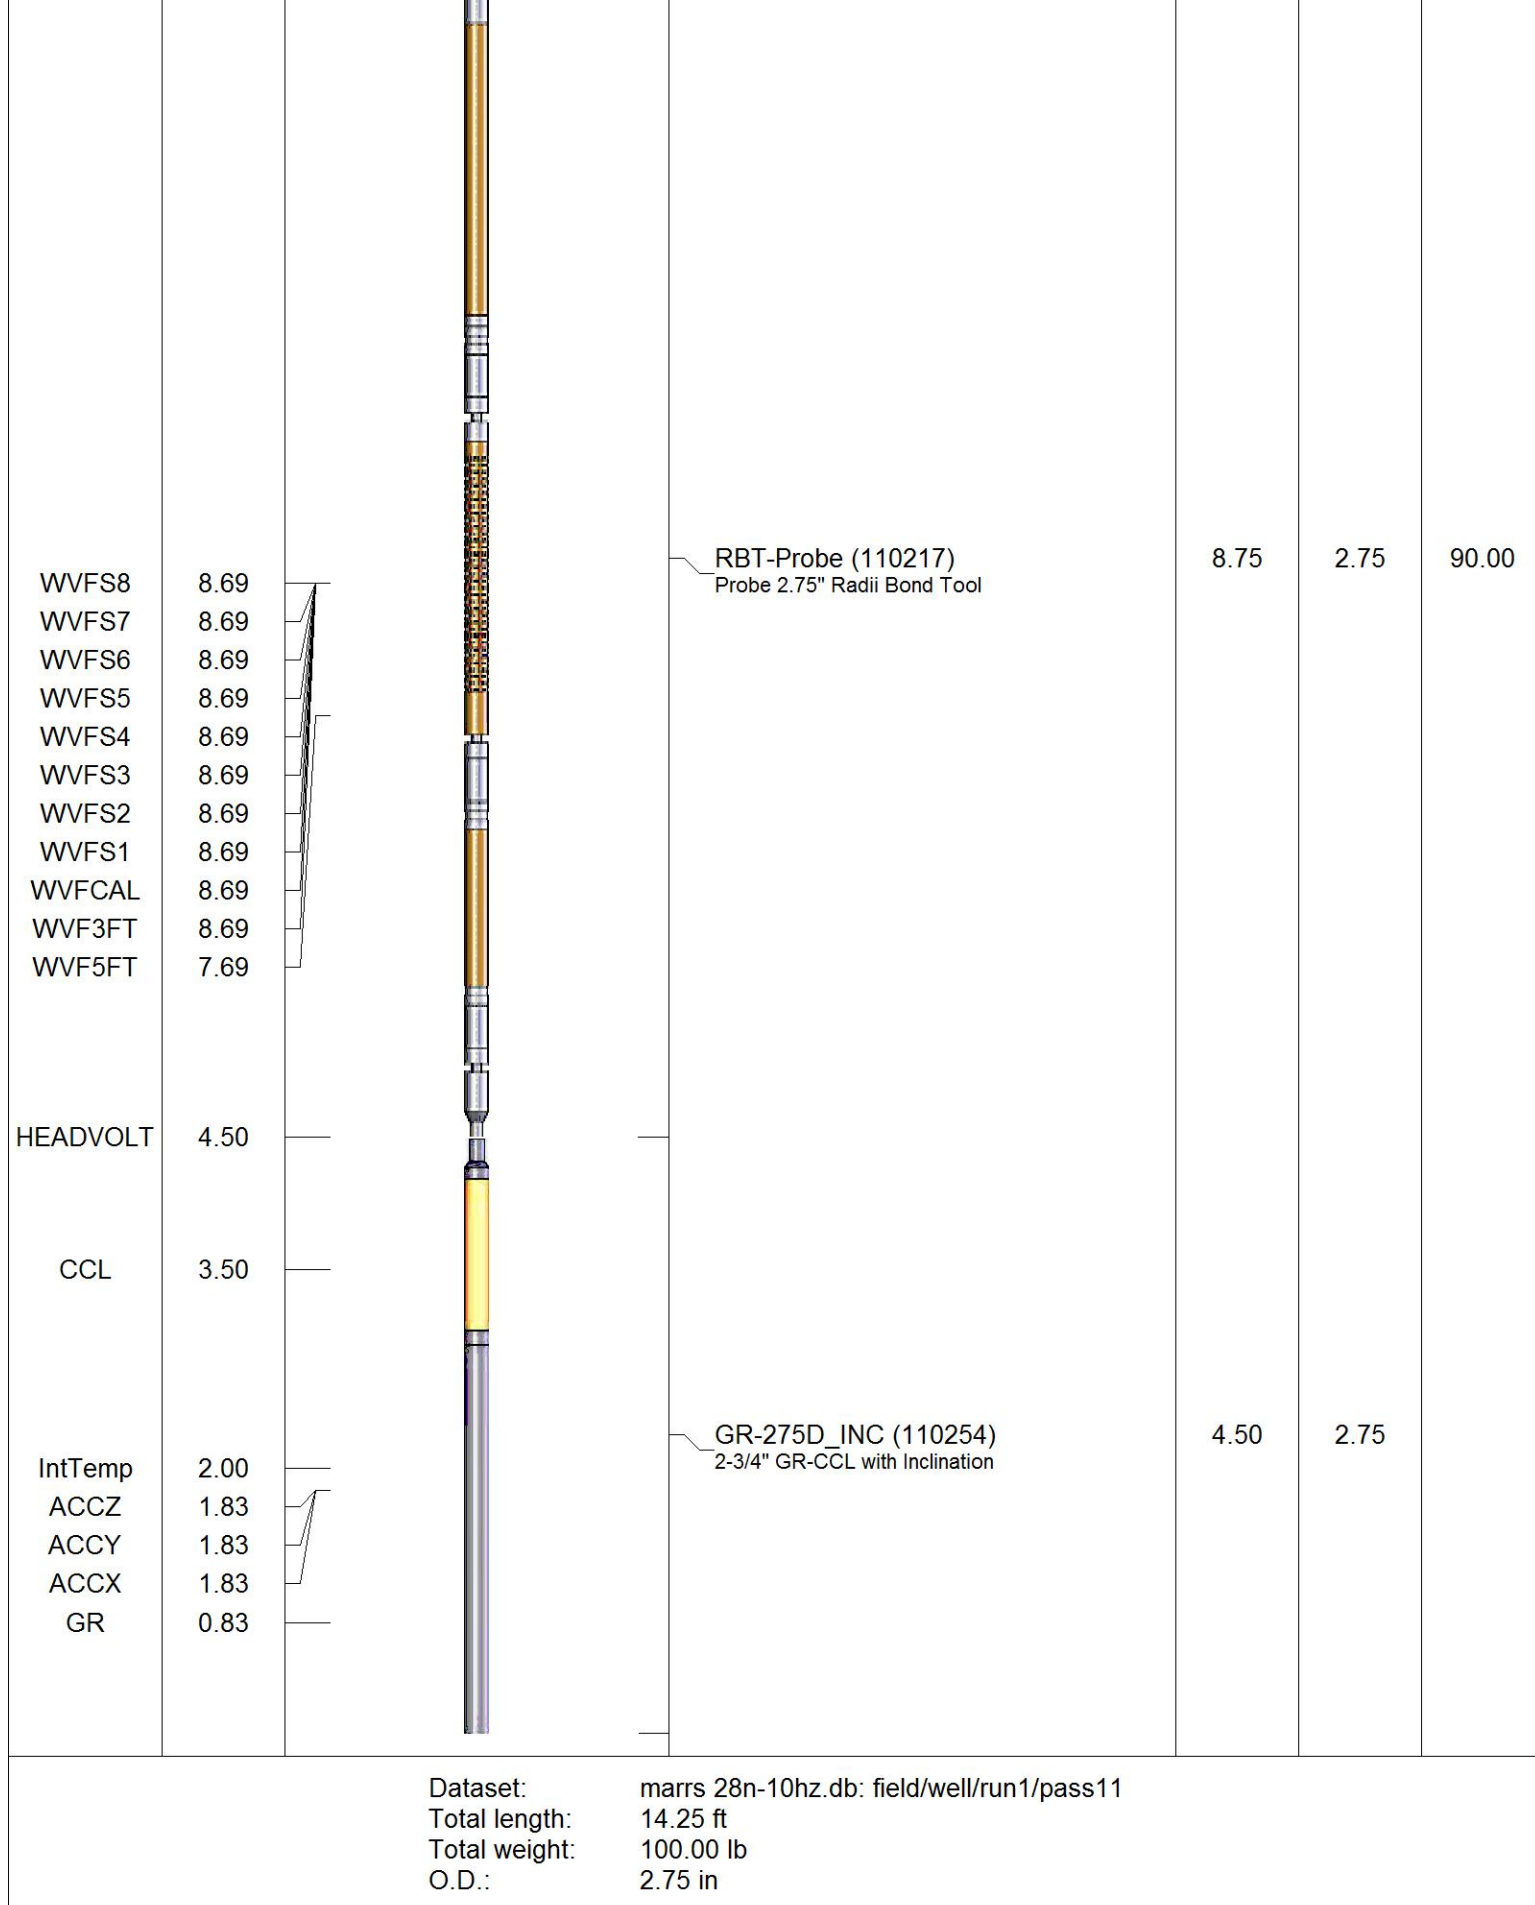 RBT-Probe (110217) 8.75 2.75 90.00
Probe 2.75" Radii Bond Tool
WVFS8 8.69
WVFS7 8.69
WVFS6 8.69
WVFS5 8.69
WVFS4 8.69
WVFS3 8.69
WVFS2 8.69
WVFS1 8.69
WVFCAL 8.69
WVF3FT 8.69
WVF5FT 7.69
HEADVOLT 4.50
CCL 3.50
GR-275D_INC (110254) 4.50 2.75
2-3/4" GR-CCL with Inclination
IntTemp 2.00
ACCZ 1.83
ACCY 1.83
ACCX 1.83
GR 0.83
Dataset: marrs 28n-10hz.db: field/well/run1/pass11
Total length: 14.25 ft
Total weight: 100.00 lb
O.D.: 2.75 in